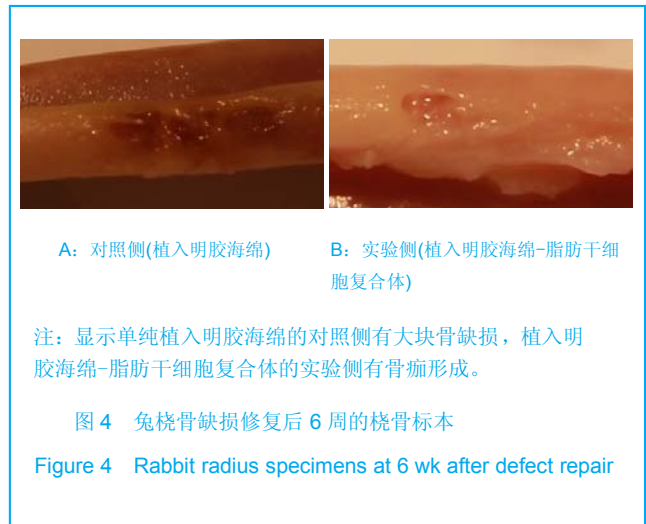 A：对照侧(植入明胶海绵)
B：实验侧(植入明胶海绵-脂肪干细
胞复合体)
注：显示单纯植入明胶海绵的对照侧有大块骨缺损，植入明
胶海绵-脂肪干细胞复合体的实验侧有骨痂形成。
图 4 兔桡骨缺损修复后 6 周的桡骨标本
Figure 4 Rabbit radius specimens at 6 wk after defect repair